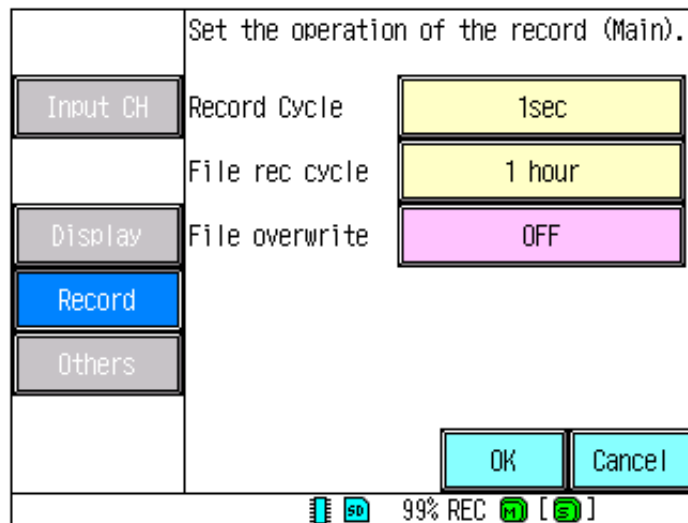 Set the operation of the record (Main).
Input CH
Record Cycle
1sec
File rec cycle
1 hour
Display
File overwrite
OFF
Record
Others
OK
Cancel
SD 99% REC M [S]